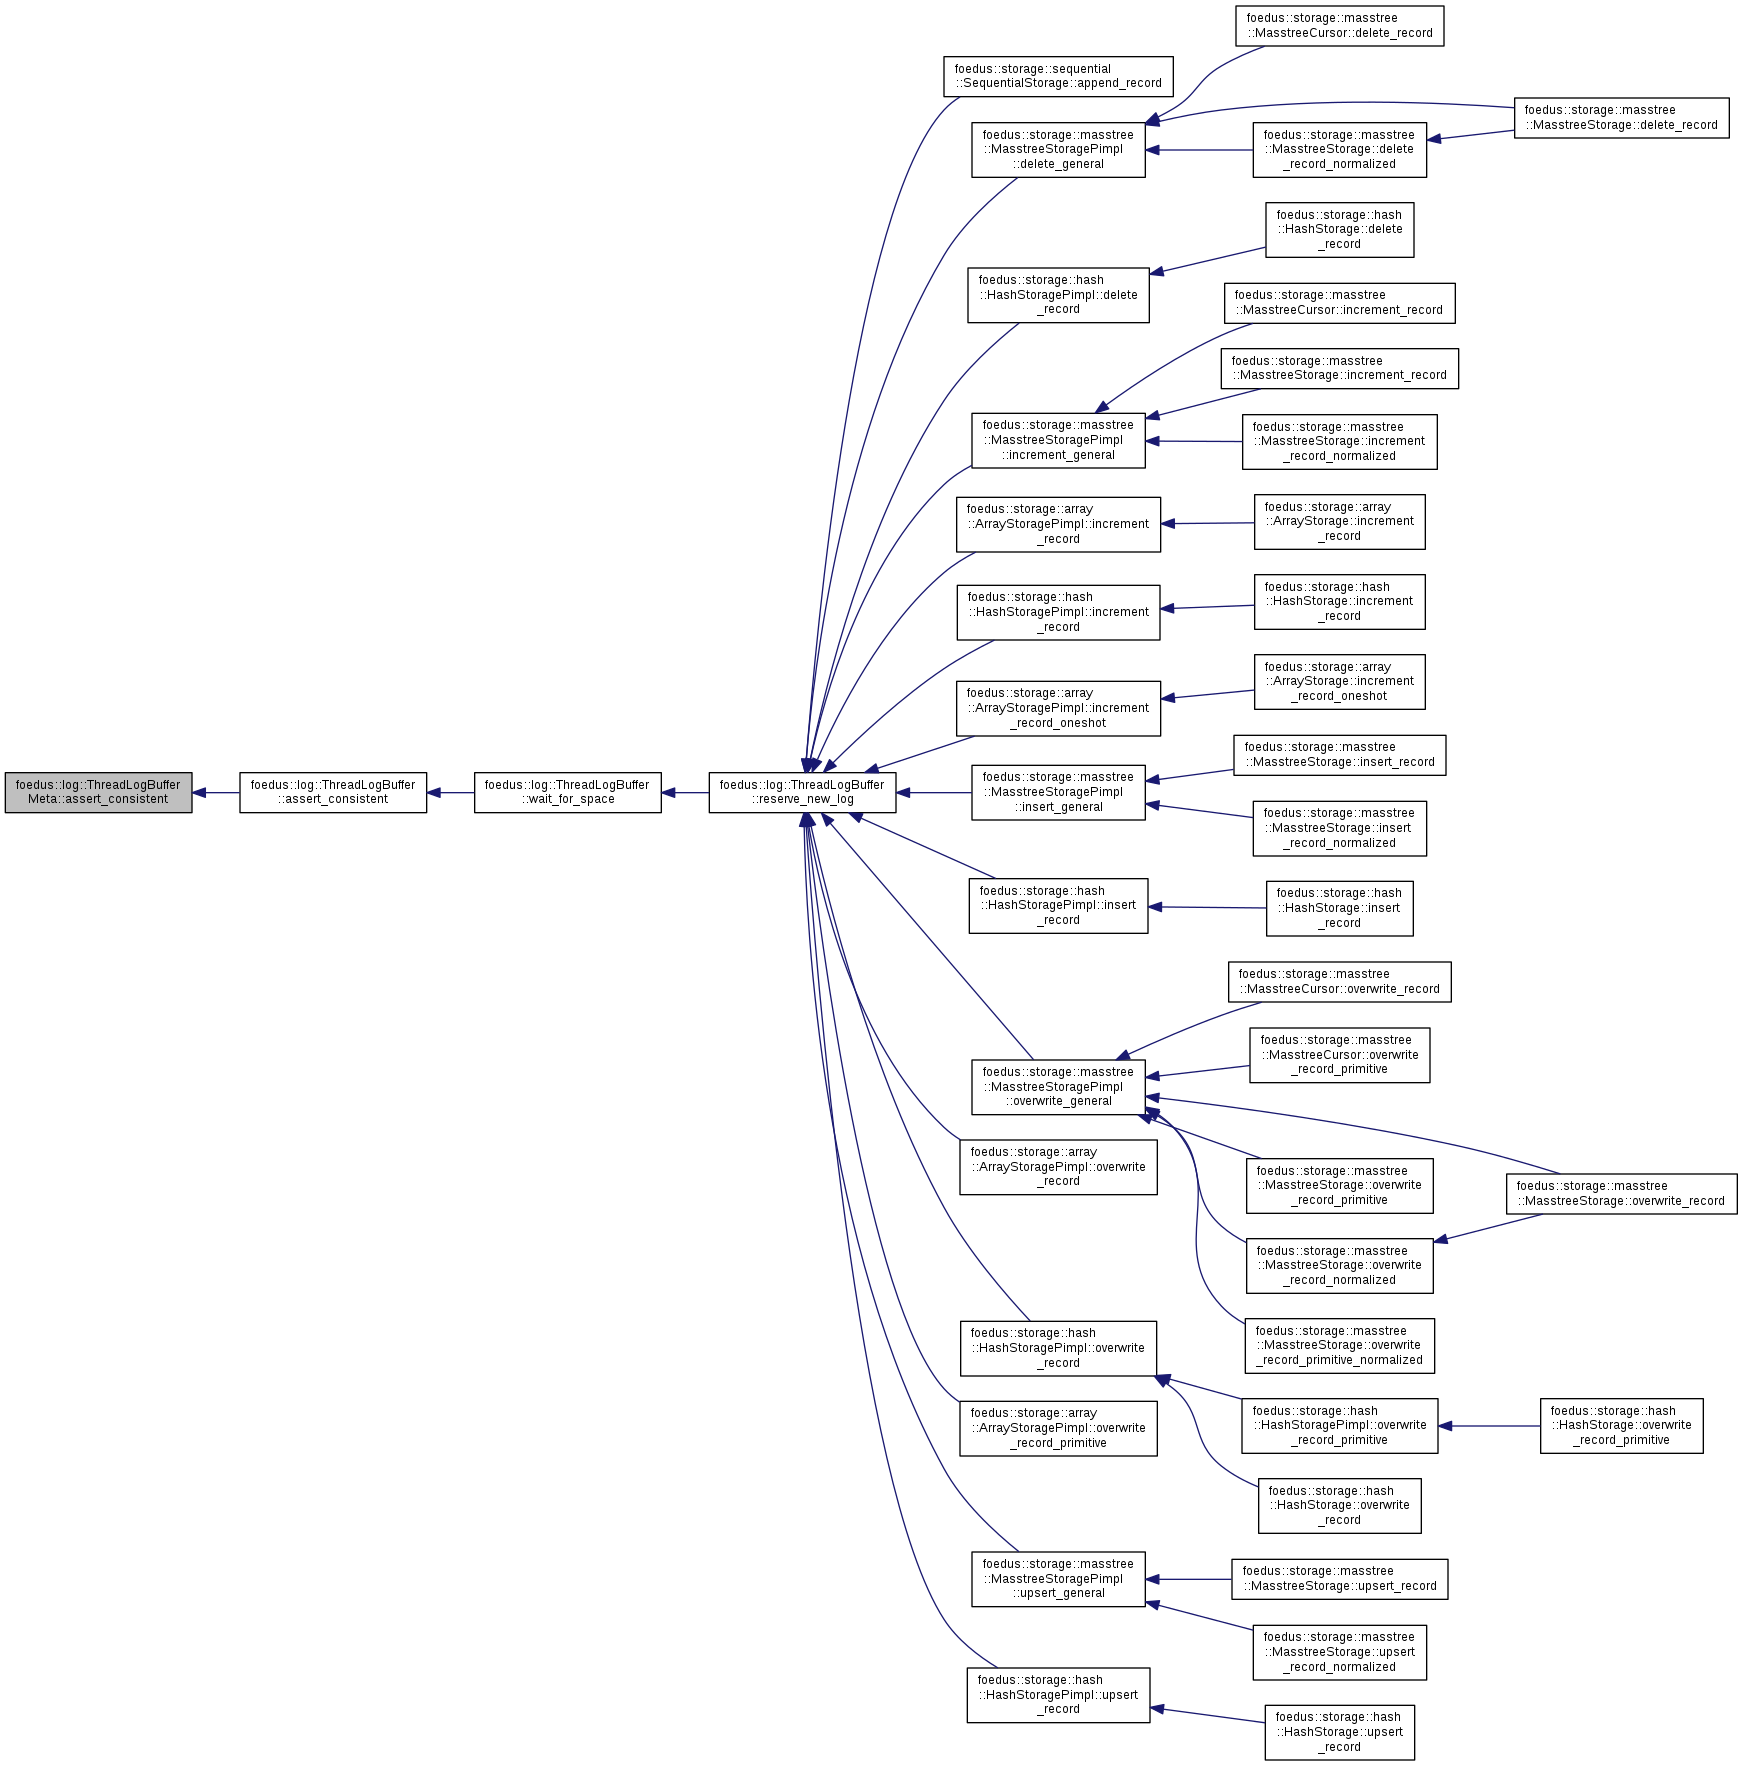 foedus::log::ThreadLogBuffer
Meta::assert_consistent
foedus::log::ThreadLogBuffer
::assert_consistent
foedus::log::ThreadLogBuffer
::wait_for_space
foedus::log::ThreadLogBuffer
::reserve_new_log
foedus::storage::sequential
::SequentialStorage::append_record
foedus::storage::masstree
::MasstreeStoragePimpl
::delete_general
foedus::storage::hash
::HashStoragePimpl::delete
_record
foedus::storage::masstree
::MasstreeStoragePimpl
::increment_general
foedus::storage::array
::ArrayStoragePimpl::increment
_record
foedus::storage::hash
::HashStoragePimpl::increment
_record
foedus::storage::array
::ArrayStoragePimpl::increment
_record_oneshot
foedus::storage::masstree
::MasstreeStoragePimpl
::insert_general
foedus::storage::hash
::HashStoragePimpl::insert
_record
foedus::storage::masstree
::MasstreeStoragePimpl
::overwrite_general
foedus::storage::array
::ArrayStoragePimpl::overwrite
_record
foedus::storage::hash
::HashStoragePimpl::overwrite
_record
foedus::storage::array
::ArrayStoragePimpl::overwrite
_record_primitive
foedus::storage::masstree
::MasstreeStoragePimpl
::upsert_general
foedus::storage::hash
::HashStoragePimpl::upsert
_record
foedus::storage::masstree
::MasstreeCursor::delete_record
foedus::storage::masstree
::MasstreeStorage::delete
_record_normalized
foedus::storage::hash
::HashStorage::delete
_record
foedus::storage::masstree
::MasstreeCursor::increment_record
foedus::storage::masstree
::MasstreeStorage::increment_record
foedus::storage::masstree
::MasstreeStorage::increment
_record_normalized
foedus::storage::array
::ArrayStorage::increment
_record
foedus::storage::hash
::HashStorage::increment
_record
foedus::storage::array
::ArrayStorage::increment
_record_oneshot
foedus::storage::masstree
::MasstreeStorage::insert_record
foedus::storage::masstree
::MasstreeStorage::insert
_record_normalized
foedus::storage::hash
::HashStorage::insert
_record
foedus::storage::masstree
::MasstreeCursor::overwrite_record
foedus::storage::masstree
::MasstreeCursor::overwrite
_record_primitive
foedus::storage::masstree
::MasstreeStorage::overwrite
_record_primitive
foedus::storage::masstree
::MasstreeStorage::overwrite
_record_normalized
foedus::storage::masstree
::MasstreeStorage::overwrite
_record_primitive_normalized
foedus::storage::hash
::HashStoragePimpl::overwrite
_record_primitive
foedus::storage::hash
::HashStorage::overwrite
_record
foedus::storage::masstree
::MasstreeStorage::upsert_record
foedus::storage::masstree
::MasstreeStorage::upsert
_record_normalized
foedus::storage::hash
::HashStorage::upsert
_record
foedus::storage::masstree
::MasstreeStorage::delete_record
foedus::storage::masstree
::MasstreeStorage::overwrite_record
foedus::storage::hash
::HashStorage::overwrite
_record_primitive